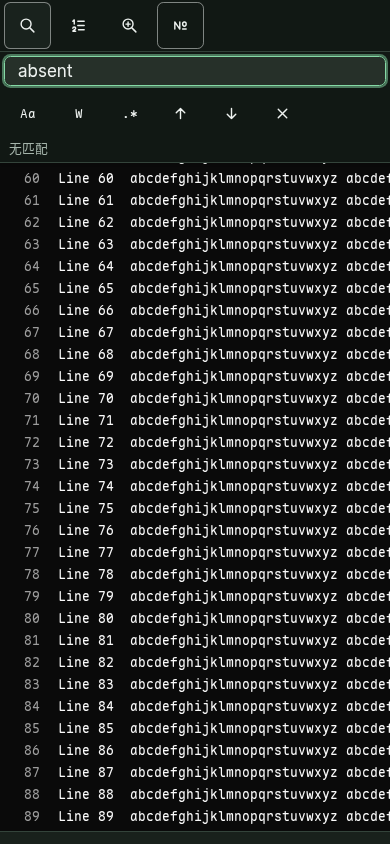 Nº
absent
Aa W .*
无匹配
60 Line 60 abcdefghijklmnopqrstuvwxyz abcdef
61 Line 61 abcdefghijklmnopqrstuvwxyz abcdef
62 Line 62 abcdefghijklmnopqrstuvwxyz abcdef
63 Line 63 abcdefghijklmnopqrstuvwxyz abcdef
64 Line 64 abcdefghijklmnopqrstuvwxyz abcdef
65 Line 65 abcdefghijklmnopqrstuvwxyz abcdef
66 Line 66 abcdefghijklmnopqrstuvwxyz abcdef
67 Line 67 abcdefghijklmnopqrstuvwxyz abcdef
68 Line 68 abcdefghijklmnopqrstuvwxyz abcdef
69 Line 69 abcdefghijklmnopqrstuvwxyz abcdef
70 Line 70 abcdefghijklmnopqrstuvwxyz abcdef
71 Line 71 abcdefghijklmnopqrstuvwxyz abcdef
72 Line 72 abcdefghijklmnopqrstuvwxyz abcdef
73 Line 73 abcdefghijklmnopqrstuvwxyz abcdef
74 Line 74 abcdefghijklmnopqrstuvwxyz abcdef
75 Line 75 abcdefghijklmnopqrstuvwxyz abcdef
76 Line 76 abcdefghijklmnopqrstuvwxyz abcdef
77 Line 77 abcdefghijklmnopqrstuvwxyz abcdef
78 Line 78 abcdefghijklmnopqrstuvwxyz abcdef
79 Line 79 abcdefghijklmnopqrstuvwxyz abcdef
80 Line 80 abcdefghijklmnopqrstuvwxyz abcdef
81 Line 81 abcdefghijklmnopqrstuvwxyz abcdef
82 Line 82 abcdefghijklmnopqrstuvwxyz abcdef
83 Line 83 abcdefghijklmnopqrstuvwxyz abcdef
84 Line 84 abcdefghijklmnopqrstuvwxyz abcdef
85 Line 85 abcdefghijklmnopqrstuvwxyz abcdef
86 Line 86 abcdefghijklmnopqrstuvwxyz abcdef
87 Line 87 abcdefghijklmnopqrstuvwxyz abcdef
88 Line 88 abcdefghijklmnopqrstuvwxyz abcdef
89 Line 89 abcdefghijklmnopqrstuvwxyz abcdef